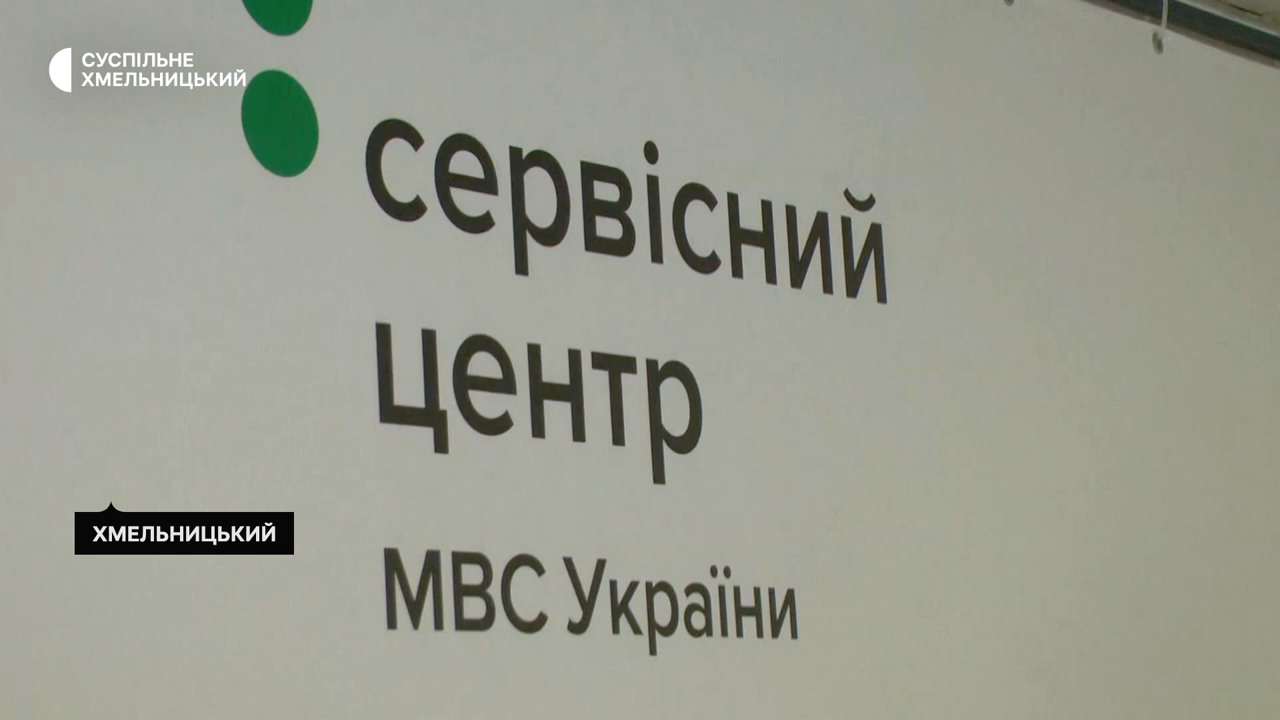 СУСПІЛЬНЕ
ХМЕЛЬНИЦЬКИЙ
сервісний
центр
МВС України
ХМЕЛЬНИЦЬКИЙ